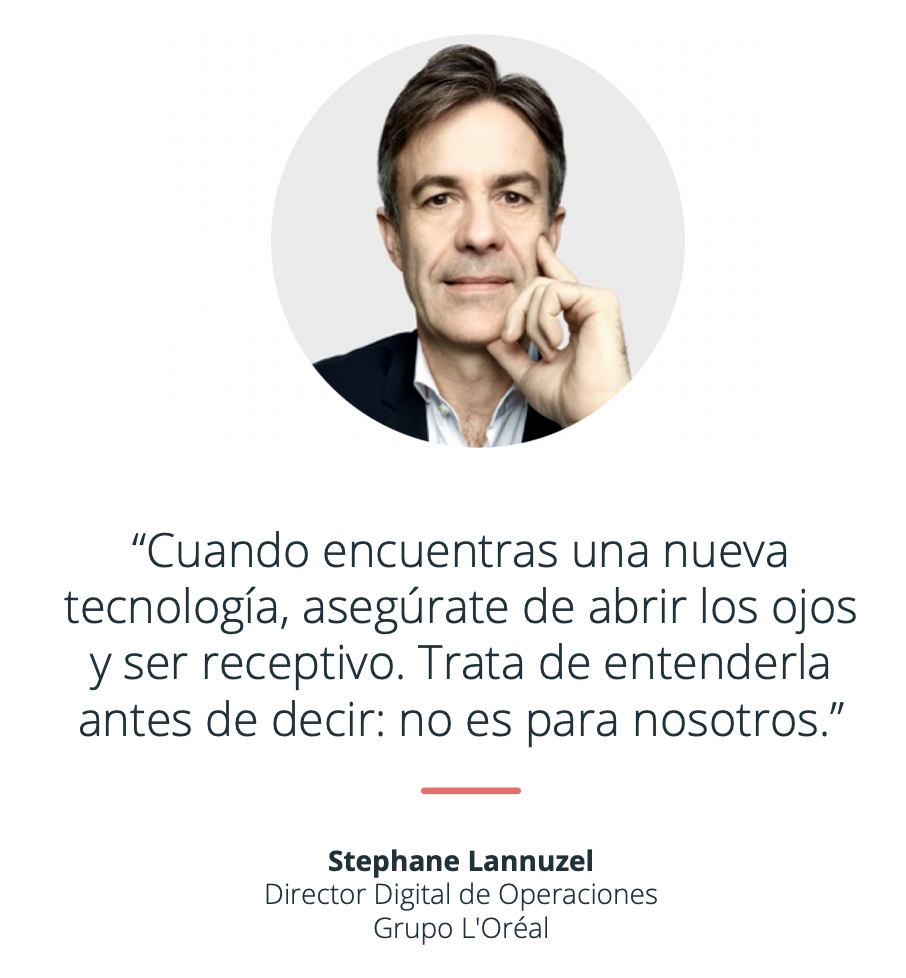 “Cuando encuentras una nueva
tecnología, asegúrate de abrir los ojos
y ser receptivo. Trata de entenderla
antes de decir: no es para nosotros.”
Stephane Lannuzel
Director Digital de Operaciones
Grupo L'Oréal